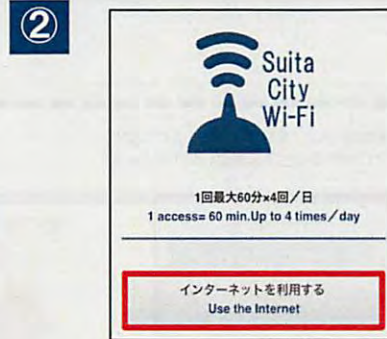 ②
Suita
City
Wi-Fi
1回最大60分×4回／日
1 access= 60 min.Up to 4 times／day
インターネットを利用する
Use the Internet